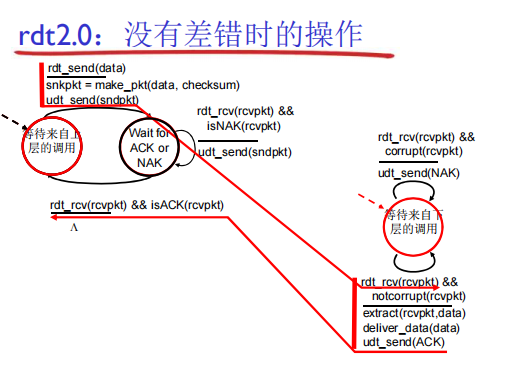 rdt2.0：没有差错时的操作
rdt_send(data)
snkpkt = make_pkt(data, checksum)
udt_send(sndpkt)
等待来自上
层的调用
Wait for
ACK or
NAK
rdt_rcv(rcvpkt) &&
isNAK(rcvpkt)
udt_send(sndpkt)
rdt_rcv(rcvpkt) && isACK(rcvpkt)
Λ
rdt_rcv(rcvpkt) &&
corrupt(rcvpkt)
udt_send(NAK)
等待来自下
层的调用
rdt_rcv(rcvpkt) &&
notcorrupt(rcvpkt)
extract(rcvpkt,data)
deliver_data(data)
udt_send(ACK)